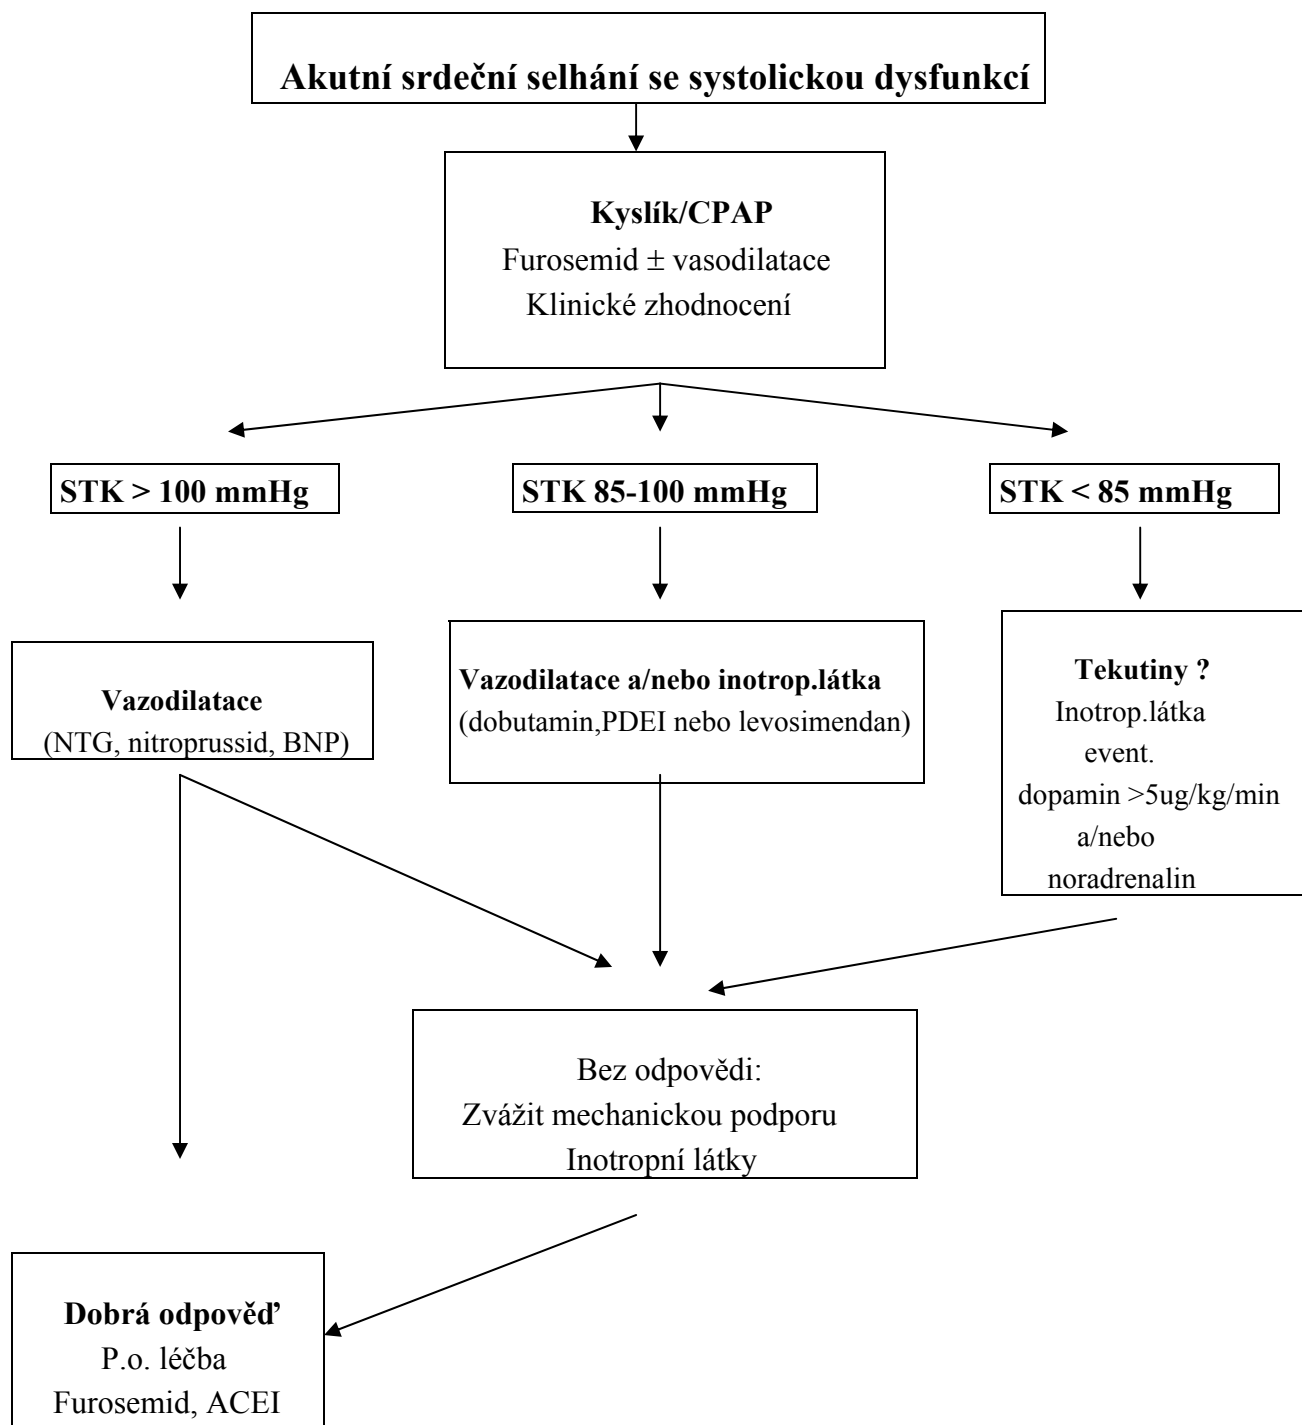 Akutní srdeční selhání se systolickou dysfunkcí
Kyslík/CPAP
Furosemid ± vasodilatace
Klinické zhodnocení
STK > 100 mmHg
STK 85-100 mmHg
STK < 85 mmHg
Vazodilatace
(NTG, nitroprussid, BNP)
Vazodilatace a/nebo inotrop.látka
(dobutamin,PDEI nebo levosimendan)
Tekutiny ?
Inotrop.látka
event.
dopamin >5ug/kg/min
a/nebo
noradrenalin
Bez odpovědi:
Zvážit mechanickou podporu
Inotropní látky
Dobrá odpověď
P.o. léčba
Furosemid, ACEI